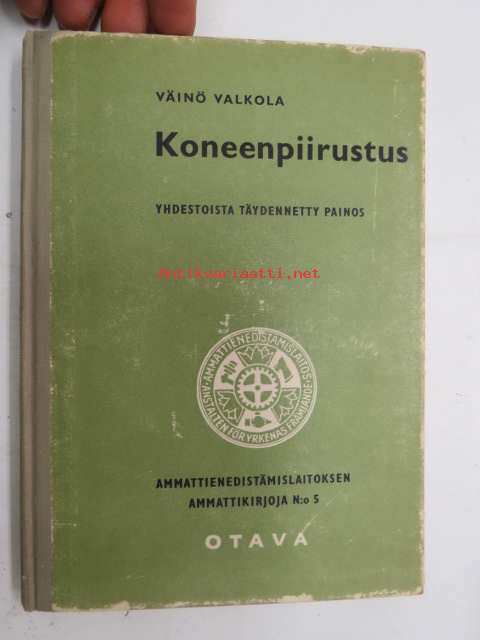 VÄINÖ VALKOLA
Koneenpiirustus
YHDESTOISTA TÄYDENNETTY PAINOS
Antikvariaatti.net
AMMATTIENEDISTÄMISLAITOS
ANSTALTEN FÖR YRKENAS FRÄMJANDE
AMMATTIENEDISTÄMISLAITOKSEN
AMMATTIKIRJOJA N:o 5
OTAVA